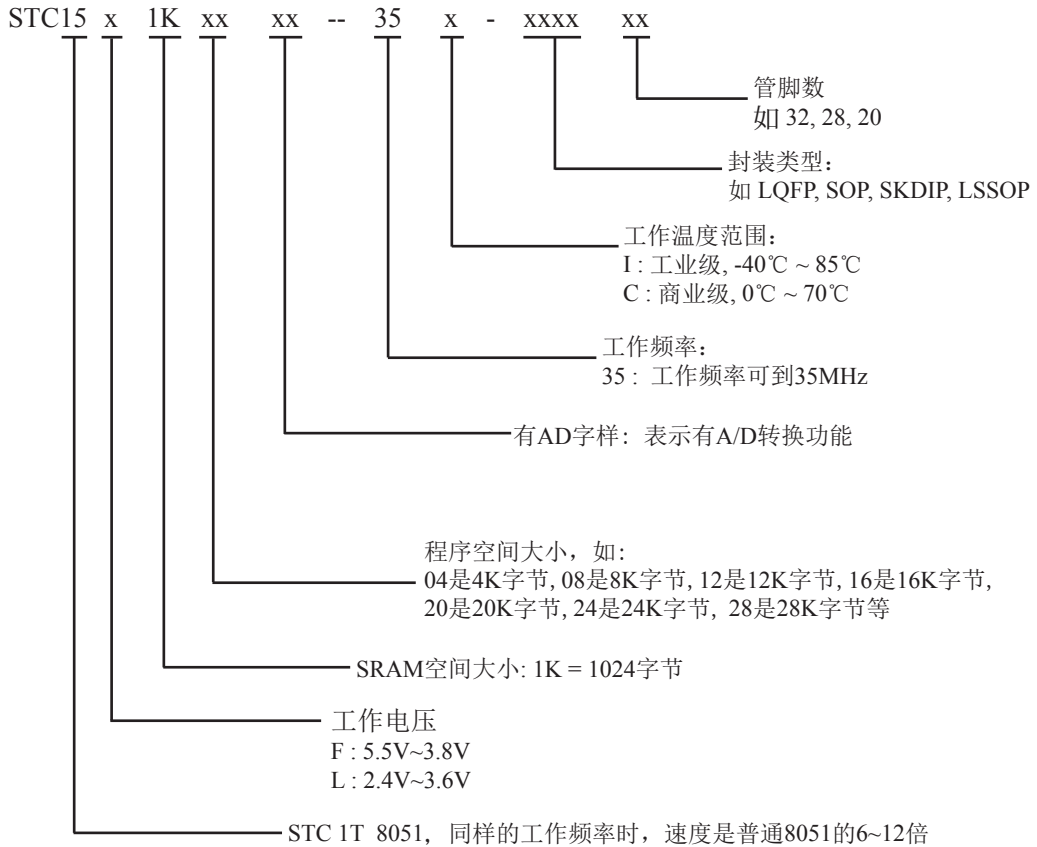 STC15 x 1K xx xx -- 35 x - xxxx xx
管脚数
如 32, 28, 20
封装类型：
如 LQFP, SOP, SKDIP, LSSOP
工作温度范围：
I : 工业级, -40℃ ~ 85℃
C : 商业级, 0℃ ~ 70℃
工作频率：
35 : 工作频率可到35MHz
有AD字样：表示有A/D转换功能
程序空间大小，如:
04是4K字节, 08是8K字节, 12是12K字节, 16是16K字节,
20是20K字节, 24是24K字节, 28是28K字节等
SRAM空间大小: 1K = 1024字节
工作电压
F : 5.5V~3.8V
L : 2.4V~3.6V
STC 1T 8051, 同样的工作频率时，速度是普通8051的6~12倍